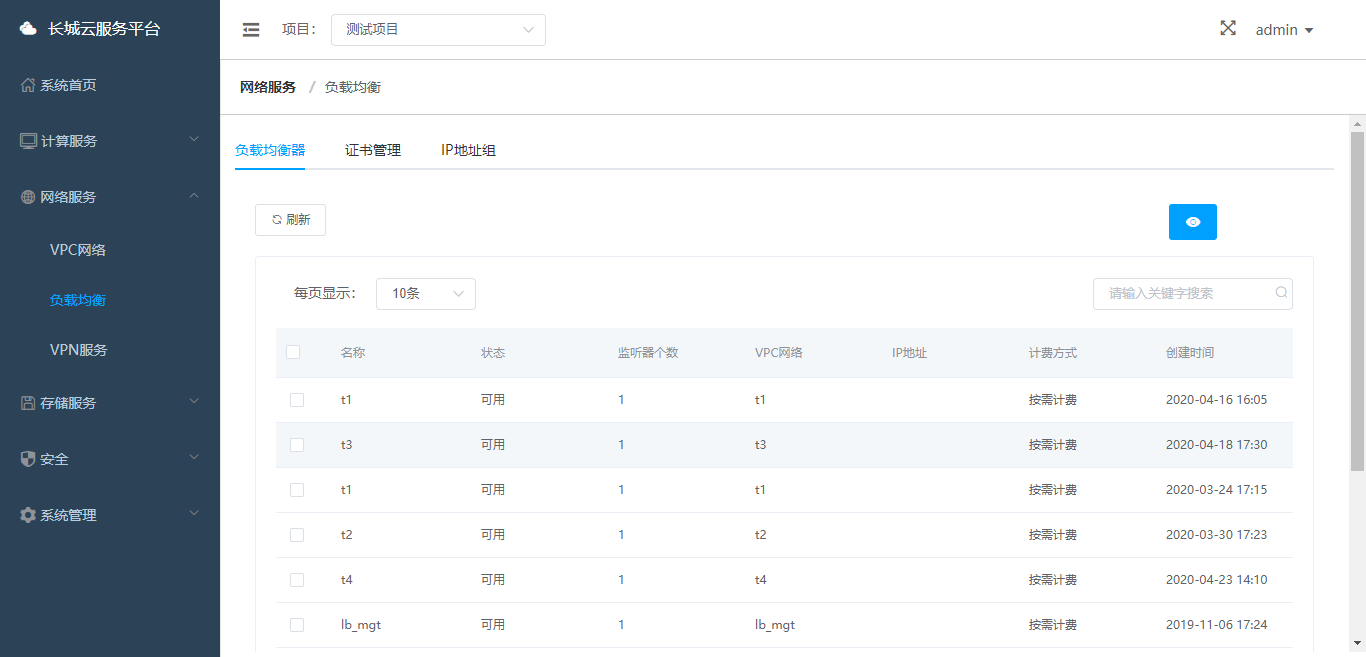 长城云服务平台
项目：
测试项目
admin
系统首页
计算服务
网络服务
VPC网络
负载均衡
VPN服务
存储服务
安全
系统管理
网络服务 / 负载均衡
负载均衡器 证书管理 IP地址组
刷新
每页显示： 10条 请输入关键字搜索
名称 状态 监听器个数 VPC网络 IP地址 计费方式 创建时间
t1 可用 1 t1 按需计费 2020-04-16 16:05
t3 可用 1 t3 按需计费 2020-04-18 17:30
t1 可用 1 t1 按需计费 2020-03-24 17:15
t2 可用 1 t2 按需计费 2020-03-30 17:23
t4 可用 1 t4 按需计费 2020-04-23 14:10
lb_mgt 可用 1 lb_mgt 按需计费 2019-11-06 17:24